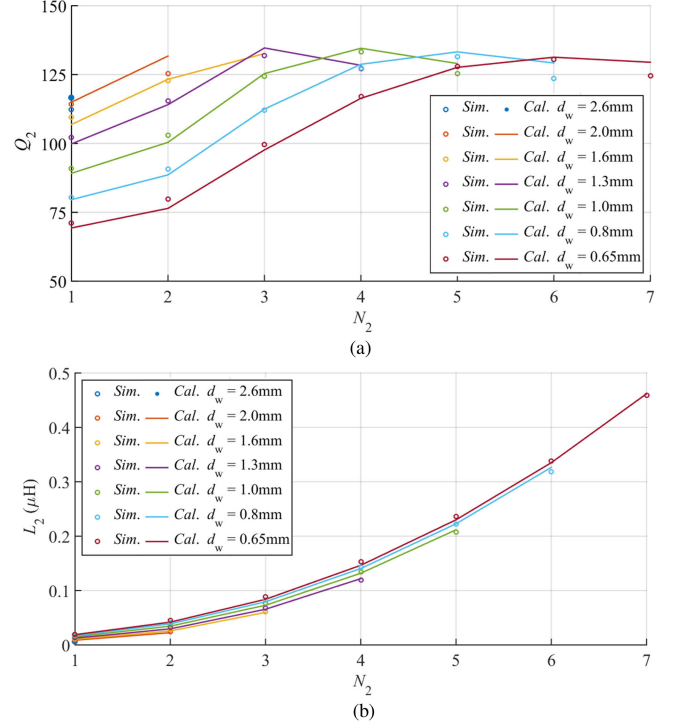 150
125
100
75
50
Q2
Sim. Cal. dw = 2.6mm
Sim. Cal. dw = 2.0mm
Sim. Cal. dw = 1.6mm
Sim. Cal. dw = 1.3mm
Sim. Cal. dw = 1.0mm
Sim. Cal. dw = 0.8mm
Sim. Cal. dw = 0.65mm
1 2 3 4 5 6 7
N2
(a)
0.5
0.4
0.3
0.2
0.1
0
L2 (μH)
Sim. Cal. dw = 2.6mm
Sim. Cal. dw = 2.0mm
Sim. Cal. dw = 1.6mm
Sim. Cal. dw = 1.3mm
Sim. Cal. dw = 1.0mm
Sim. Cal. dw = 0.8mm
Sim. Cal. dw = 0.65mm
1 2 3 4 5 6 7
N2
(b)